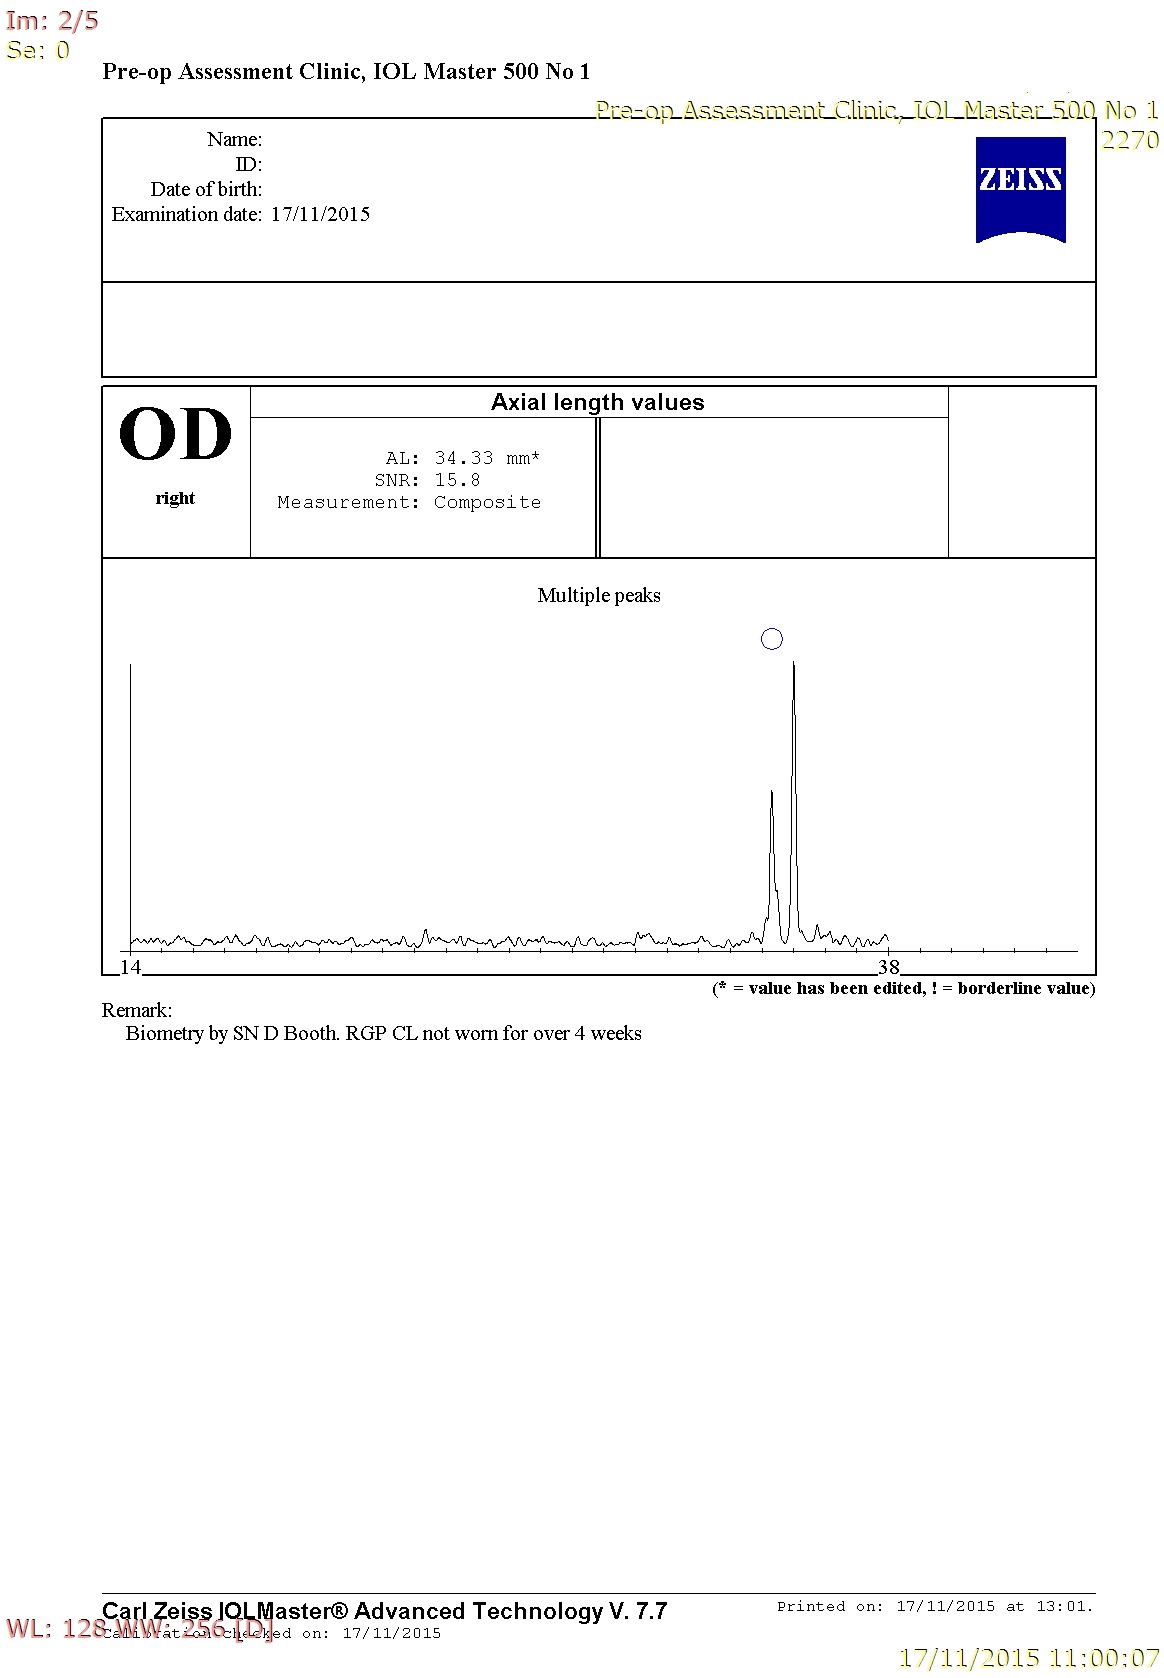 Im: 2/5
Se: 0
Pre-op Assessment Clinic, IOL Master 500 No 1
Pre-op Assessment Clinic, IOL Master 500 No 1
2270
Name:
ID:
Date of birth:
Examination date: 17/11/2015
ZEISS
OD
right
Axial length values
AL: 34.33 mm*
SNR: 15.8
Measurement: Composite
Multiple peaks
14
38
(* = value has been edited, ! = borderline value)
Remark:
Biometry by SN D Booth. RGP CL not worn for over 4 weeks
Carl Zeiss IOLMaster® Advanced Technology V. 7.7
Printed on: 17/11/2015 at 13:01.
WL: 128 WW: 256 [D]
Calibration checked on: 17/11/2015
17/11/2015 11:00:07